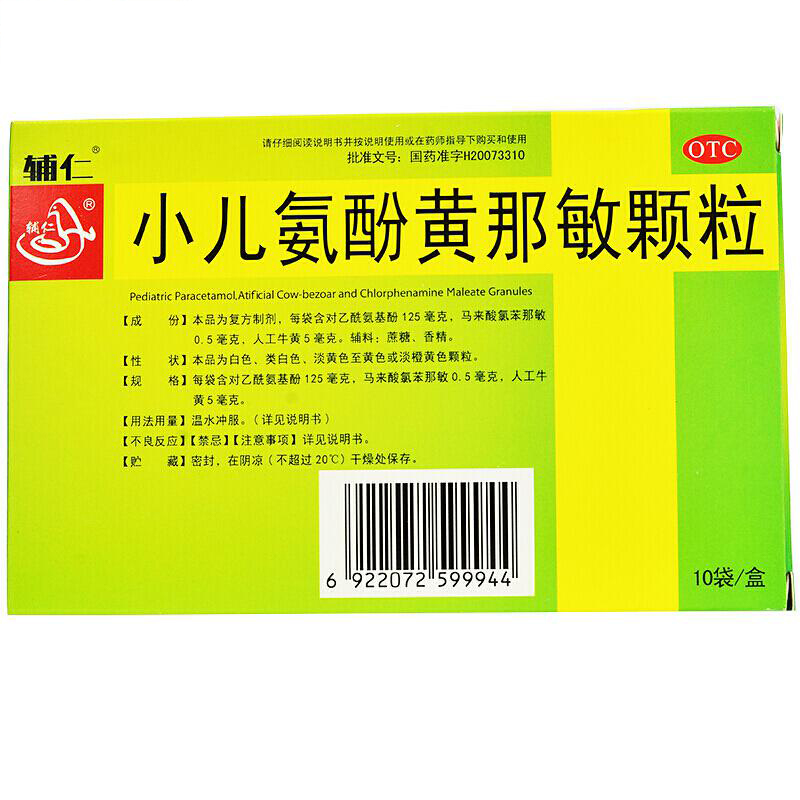 请仔细阅读说明书并按说明使用或在药师指导下购买和使用
批准文号：国药准字H20073310
OTC
辅仁®
辅仁®
小儿氨酚黄那敏颗粒
Pediatric Paracetamol,Atificial Cow-bezoar and Chlorphenamine Maleate Granules
【成 份】本品为复方制剂，每袋含对乙酰氨基酚125毫克，马来酸氯苯那敏
0.5毫克，人工牛黄5毫克。辅料：蔗糖、香精。
【性 状】本品为白色、类白色、淡黄色至黄色或淡橙黄色颗粒。
【规 格】每袋含对乙酰氨基酚125毫克，马来酸氯苯那敏0.5毫克，人工牛
黄5毫克。
【用法用量】温水冲服。（详见说明书）
【不良反应】【禁忌】【注意事项】详见说明书。
【贮 藏】密封，在阴凉（不超过20℃）干燥处保存。
6 922072 599944
10袋/盒